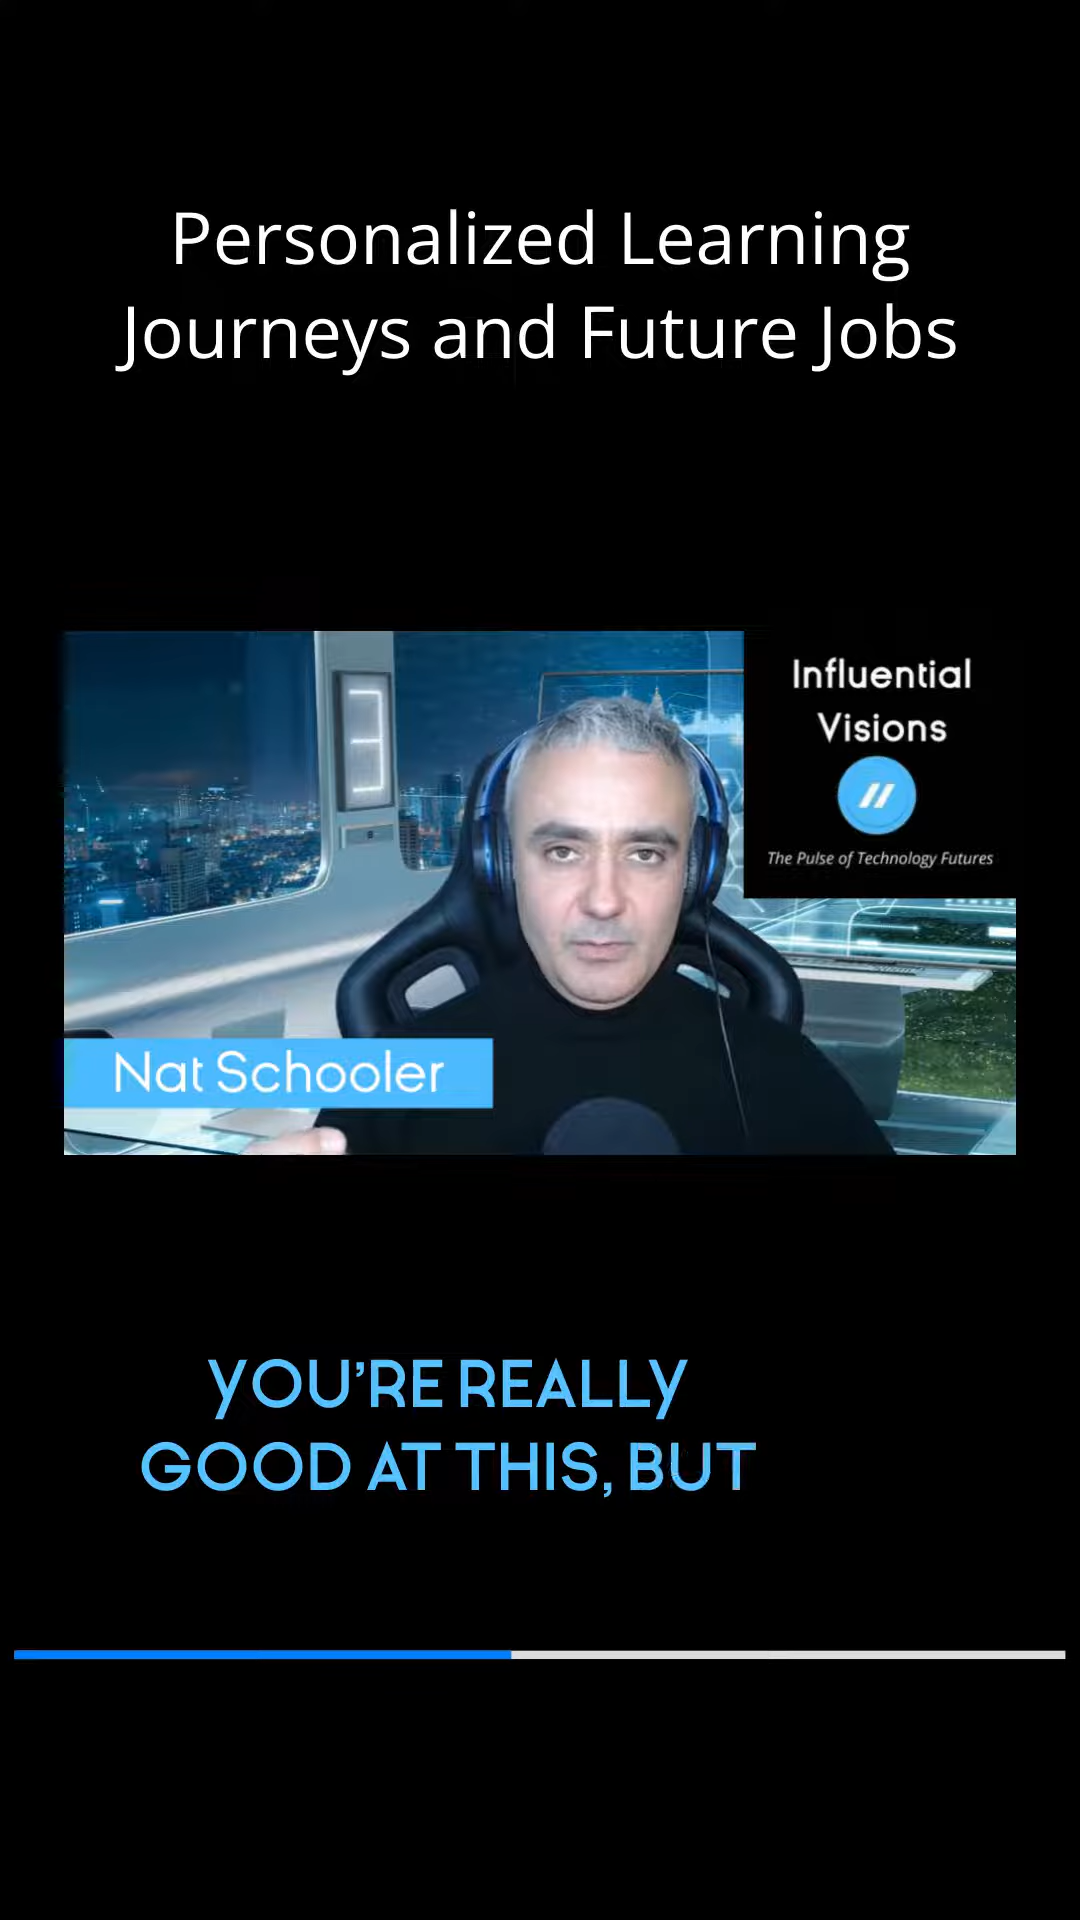 Personalized Learning
Journeys and Future Jobs
Influential
Visions
The Pulse of Technology Futures
Nat Schooler
YOU'RE REALLY
GOOD AT THIS, BUT